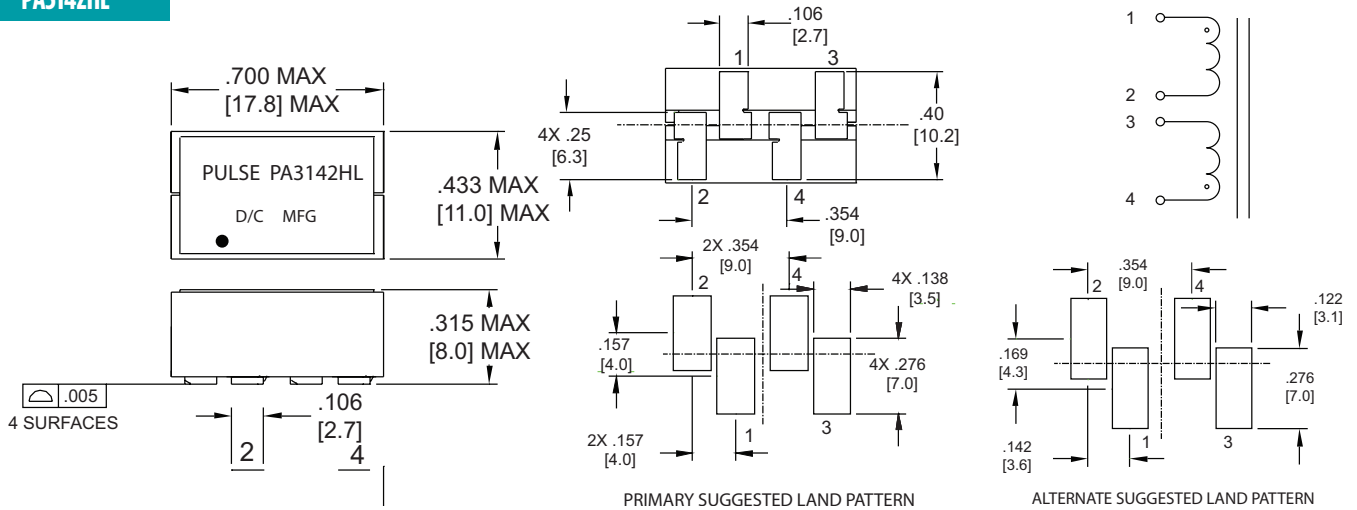 PA3142HL
.700 MAX
[17.8] MAX
PULSE PA3142HL
D/C MFG
.433 MAX
[11.0] MAX
.315 MAX
[8.0] MAX
.005
4 SURFACES
.106
[2.7]
2
4
.106
[2.7]
1
3
4X .25
[6.3]
.40
[10.2]
2
4
.354
[9.0]
2X .354
[9.0]
2
4
4X .138
[3.5]
.157
[4.0]
4X .276
[7.0]
2X .157
[4.0]
1
3
PRIMARY SUGGESTED LAND PATTERN
1
2
3
4
.354
[9.0]
2
4
.122
[3.1]
.169
[4.3]
.276
[7.0]
.142
[3.6]
1
3
ALTERNATE SUGGESTED LAND PATTERN